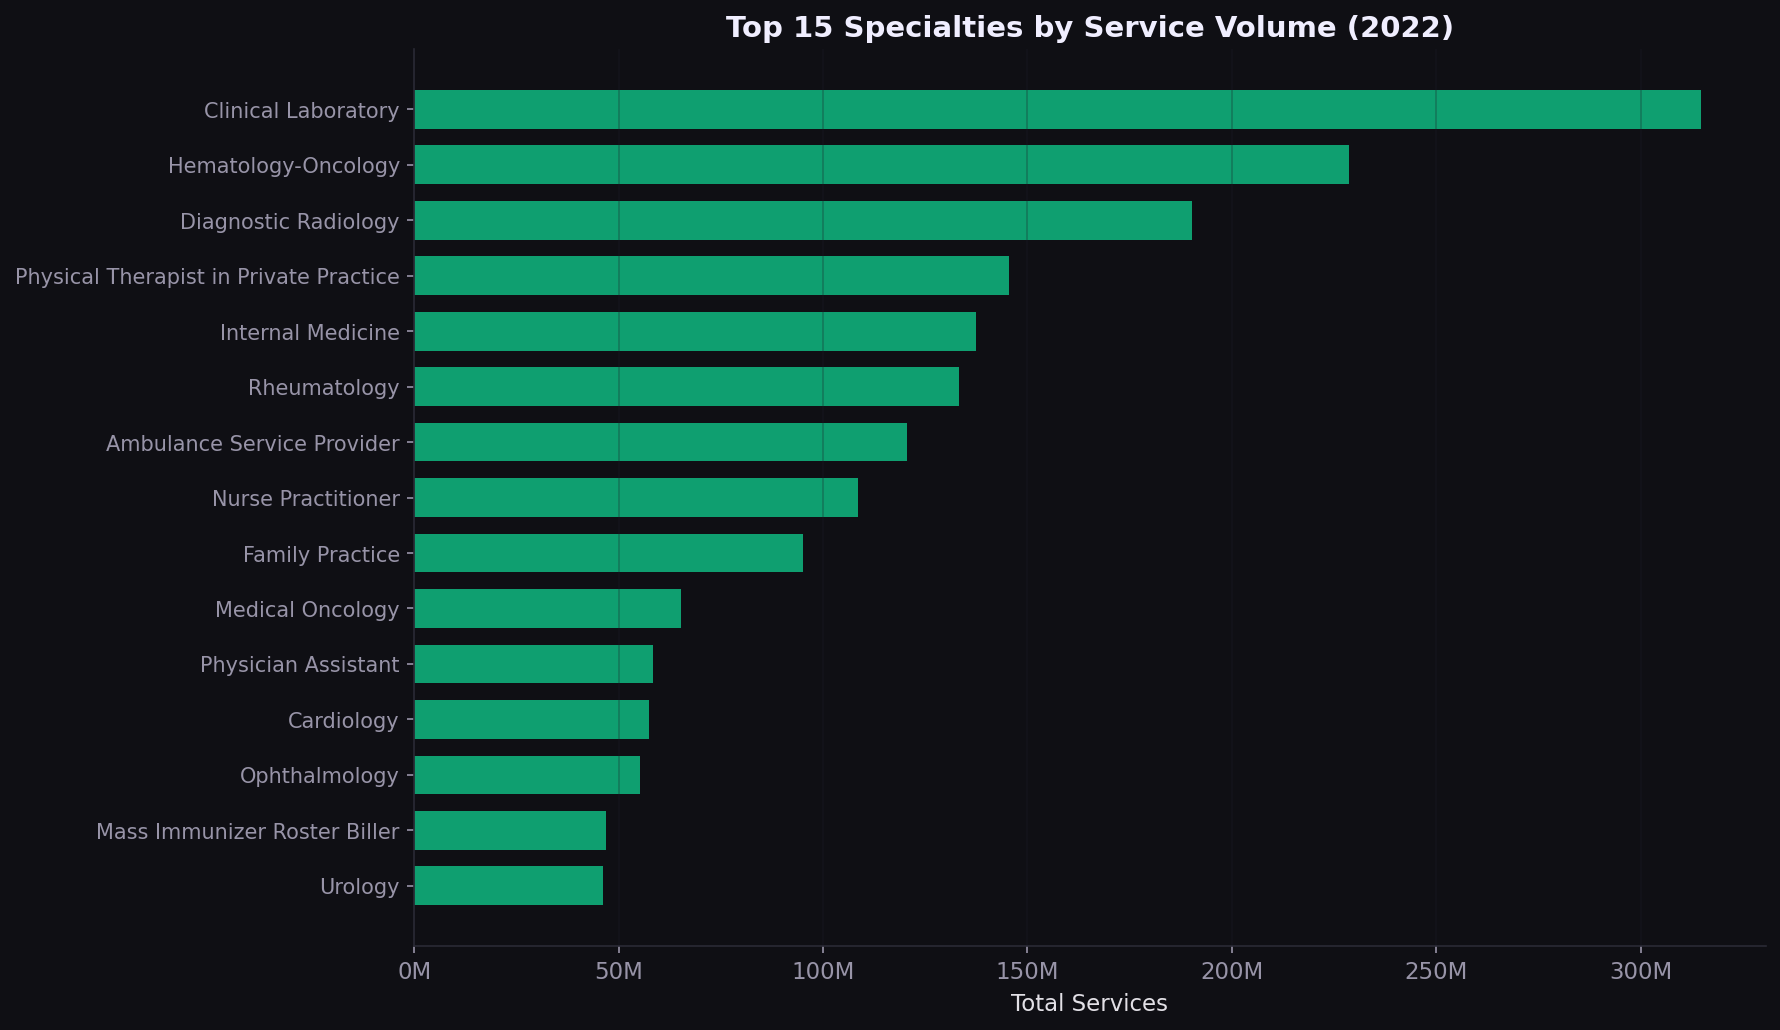 Top 15 Specialties by Service Volume (2022)
Clinical Laboratory
Hematology-Oncology
Diagnostic Radiology
Physical Therapist in Private Practice
Internal Medicine
Rheumatology
Ambulance Service Provider
Nurse Practitioner
Family Practice
Medical Oncology
Physician Assistant
Cardiology
Ophthalmology
Mass Immunizer Roster Biller
Urology
0M 50M 100M 150M 200M 250M 300M
Total Services